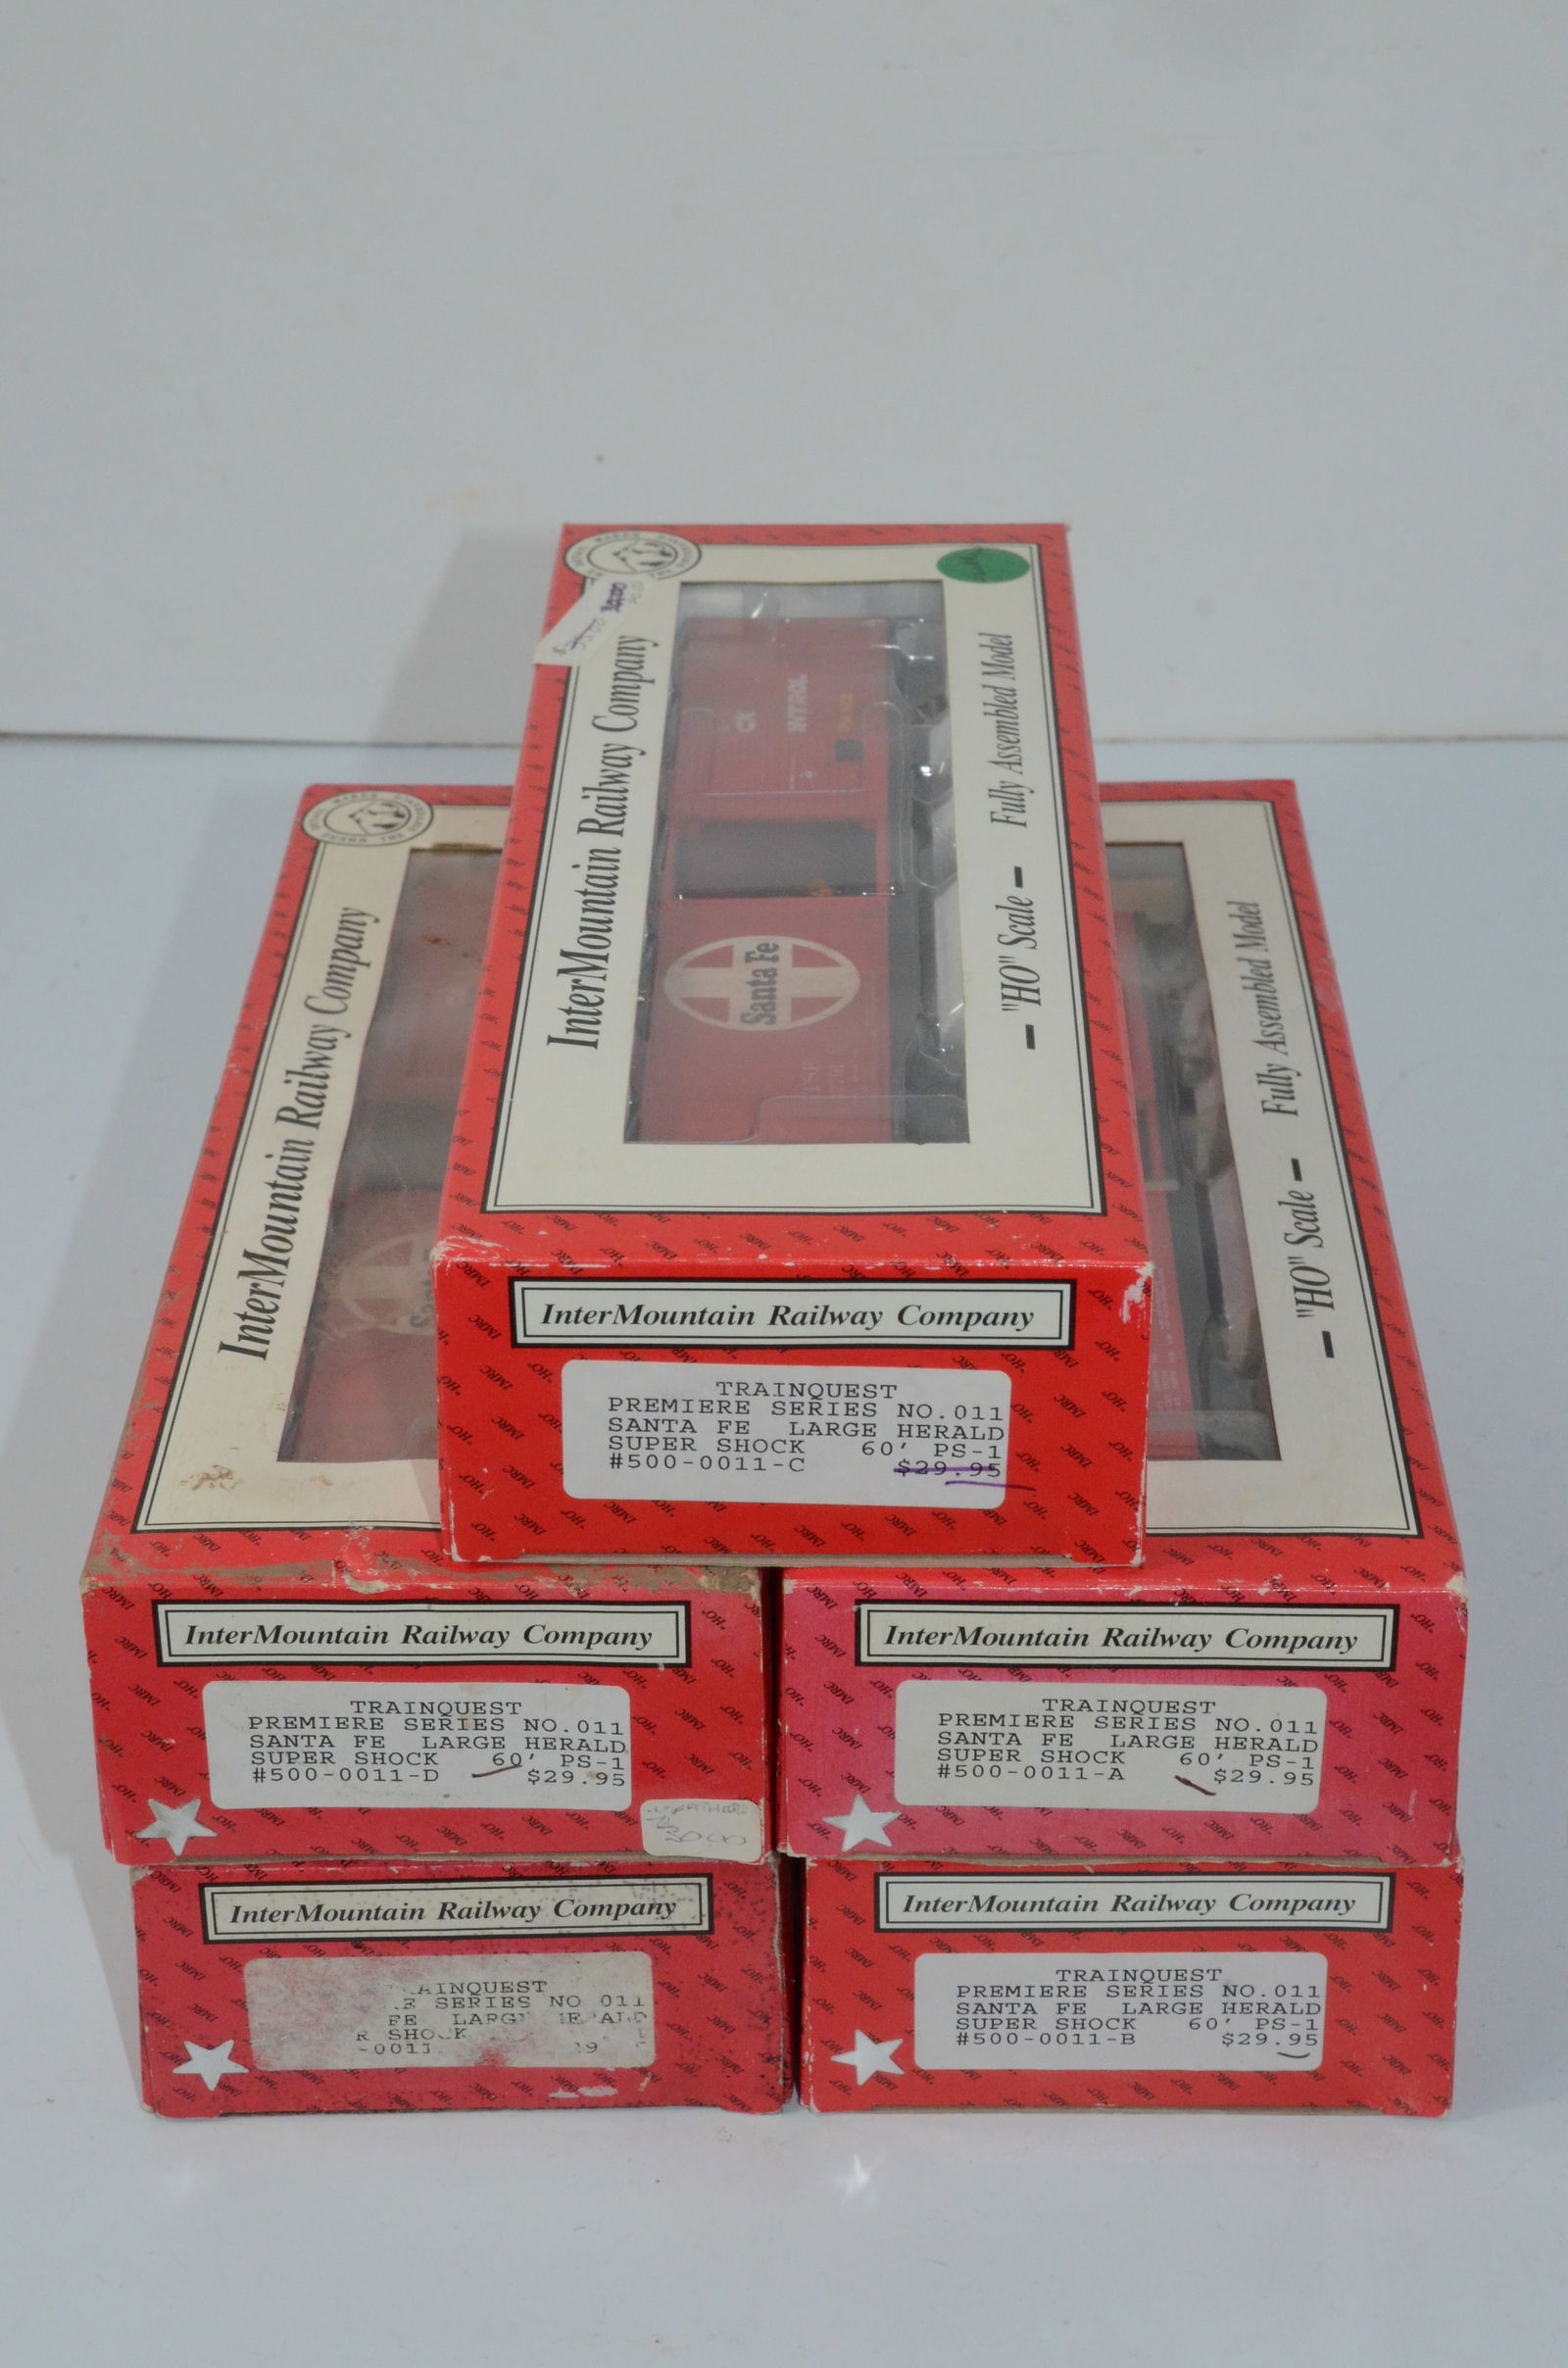 InterMountain Railway Company
Santa Fe
– "HO" Scale – Fully Assembled Model
InterMountain Railway Company
TRAINQUEST
PREMIERE SERIES NO.011
SANTA FE LARGE HERALD
SUPER SHOCK 60' PS-1
#500-0011-C $29.95
InterMountain Railway Company
– "HO" Scale – Fully Assembled Model
InterMountain Railway Company
TRAINQUEST
PREMIERE SERIES NO.011
SANTA FE LARGE HERALD
SUPER SHOCK 60' PS-1
#500-0011-D $29.95
InterMountain Railway Company
TRAINQUEST
PREMIERE SERIES NO.011
SANTA FE LARGE HERALD
SUPER SHOCK 60' PS-1
#500-0011-A $29.95
InterMountain Railway Company
AINQUEST
E SERIES NO 011
FE
R SHOCK
-0011
InterMountain Railway Company
TRAINQUEST
PREMIERE SERIES NO.011
SANTA FE LARGE HERALD
SUPER SHOCK 60' PS-1
#500-0011-B $29.95